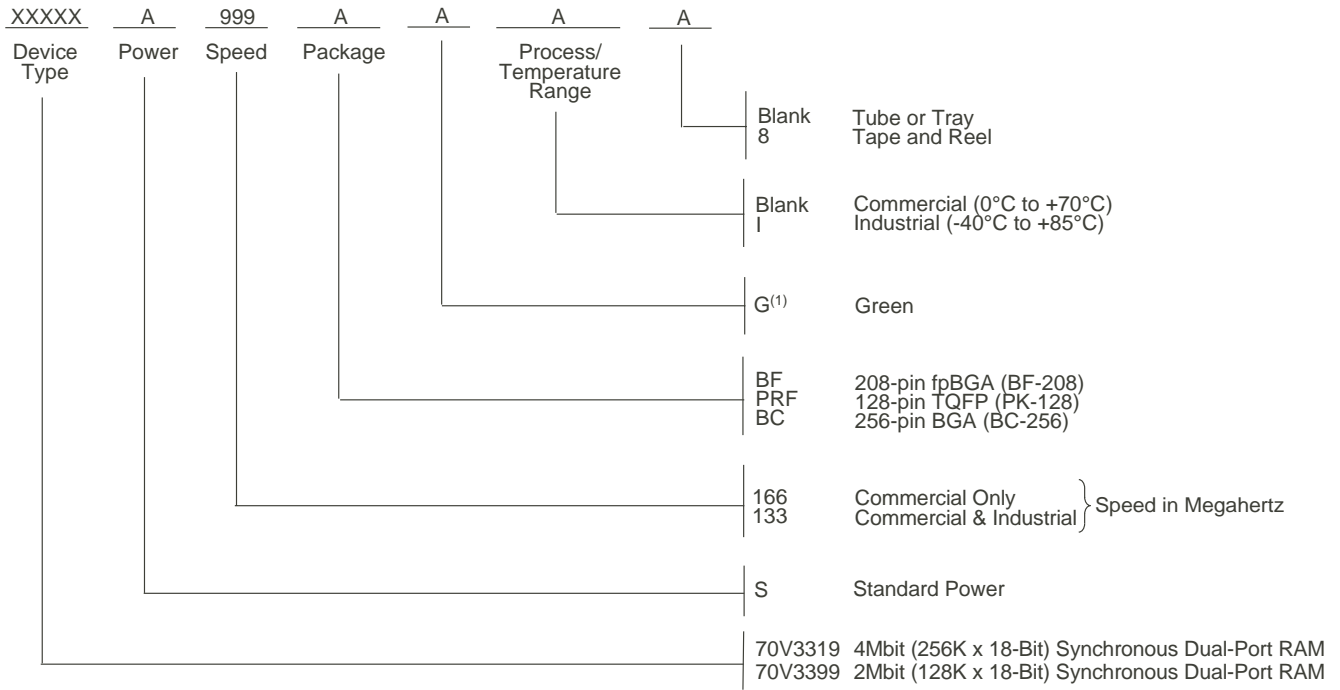 XXXXX A 999 A A A A
Device Type Power Speed Package Process/ Temperature Range
Blank Tube or Tray
8 Tape and Reel
Blank Commercial (0°C to +70°C)
I Industrial (-40°C to +85°C)
G(1) Green
BF 208-pin fpBGA (BF-208)
PRF 128-pin TQFP (PK-128)
BC 256-pin BGA (BC-256)
166 Commercial Only
133 Commercial & Industrial
Speed in Megahertz
S Standard Power
70V3319 4Mbit (256K x 18-Bit) Synchronous Dual-Port RAM
70V3399 2Mbit (128K x 18-Bit) Synchronous Dual-Port RAM